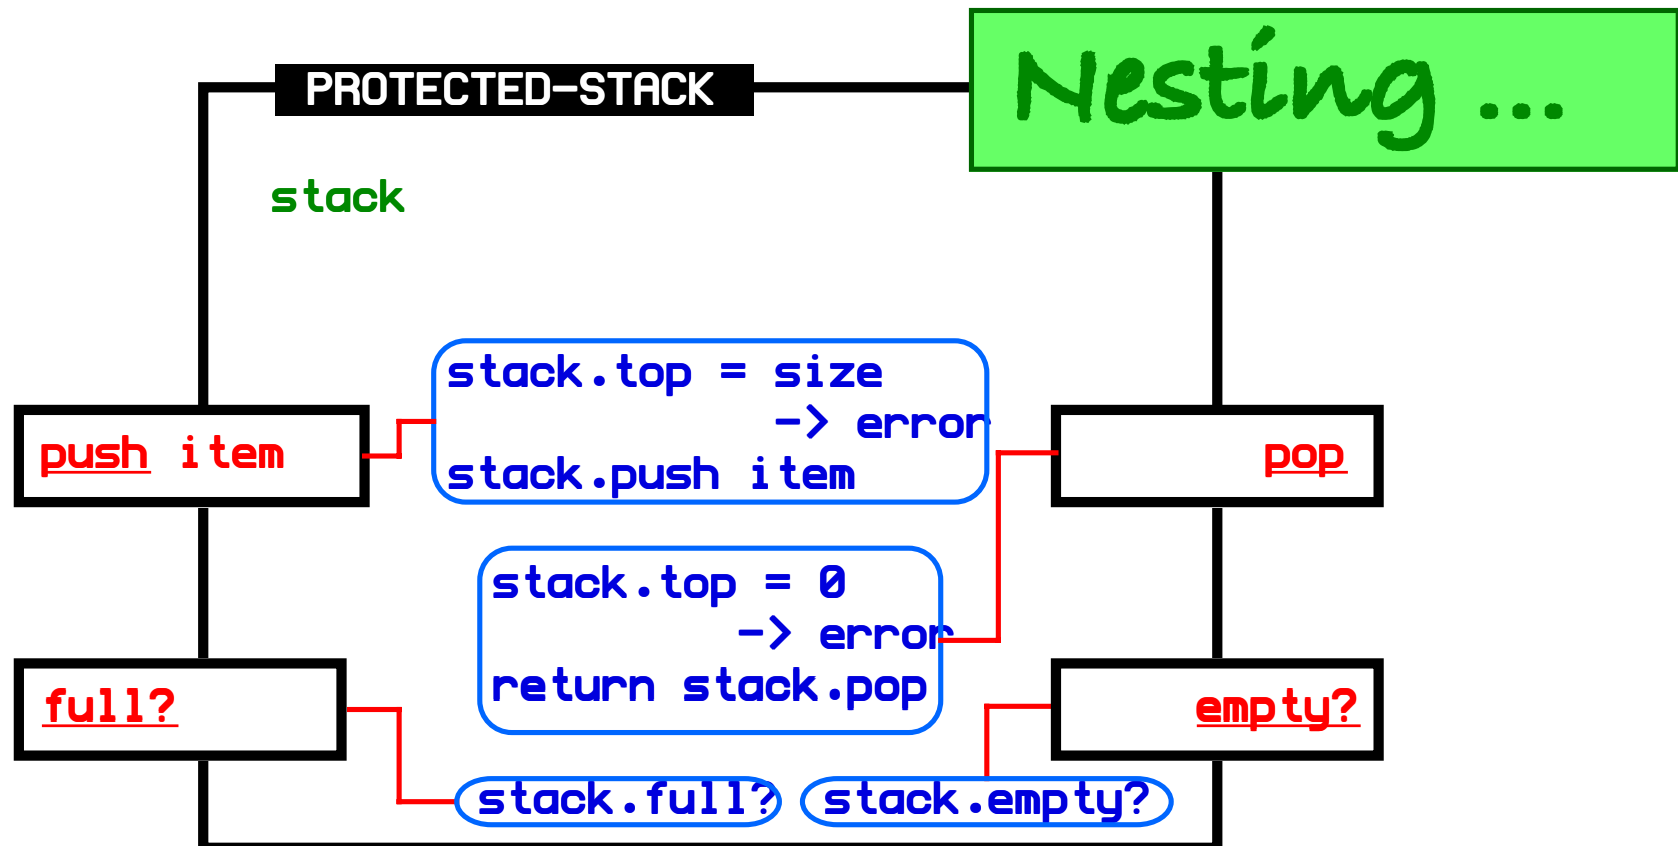 PROTECTED-STACK
Nesting ...
stack
stack.top = size
-> error
stack.push item
push item
pop
stack.top = 0
-> error
return stack.pop
full?
empty?
stack.full?
stack.empty?